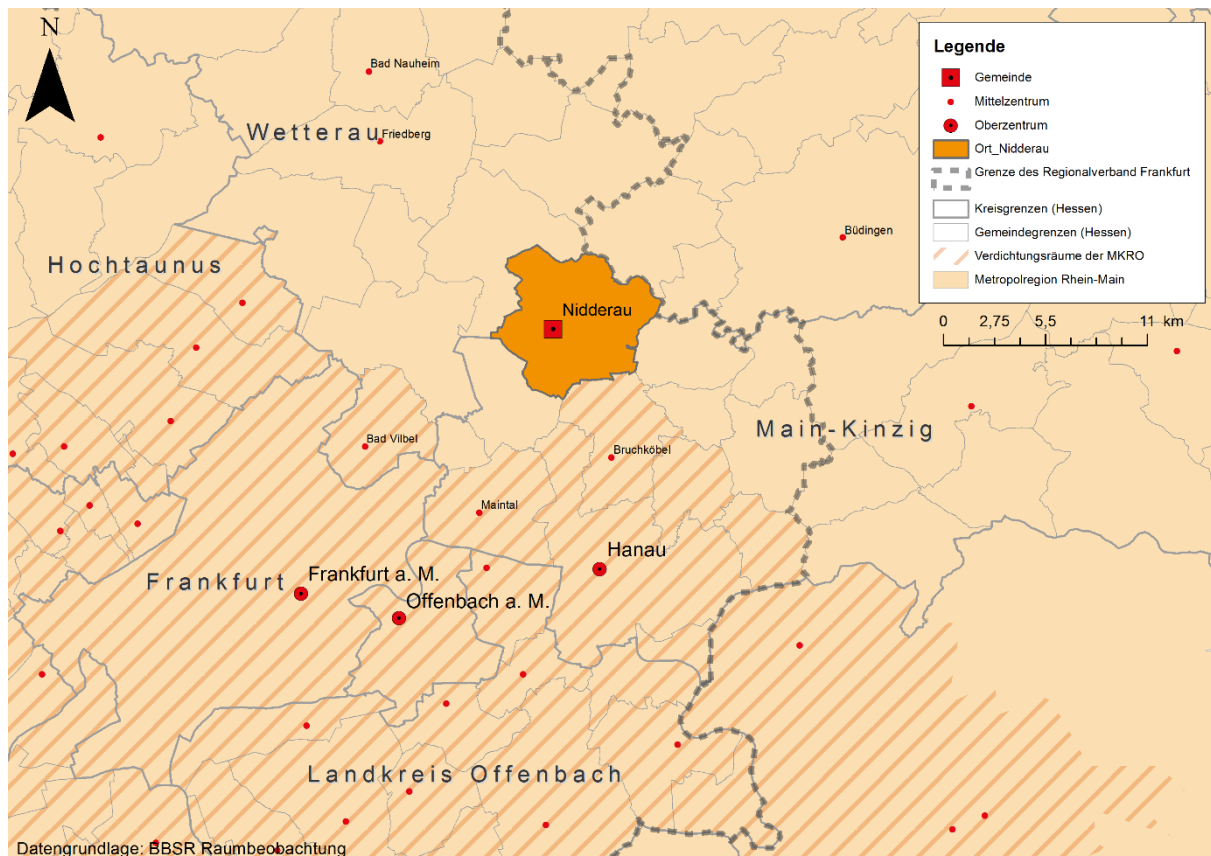 N
Bad Nauheim
Wetterau
Friedberg
Hochtaunus
Büdingen
Nidderau
Main-Kinzig
Bad Vilbel
Bruchköbel
Maintal
Hanau
Frankfurt
Frankfurt a. M.
Offenbach a. M.
Landkreis Offenbach
Datengrundlage: BBSR Raumbeobachtung
Legende
Gemeinde
Mittelzentrum
Oberzentrum
Ort_Nidderau
Grenze des Regionalverband Frankfurt
Kreisgrenzen (Hessen)
Gemeindegrenzen (Hessen)
Verdichtungsräume der MKRO
Metropolregion Rhein-Main
0 2,75 5,5 11 km